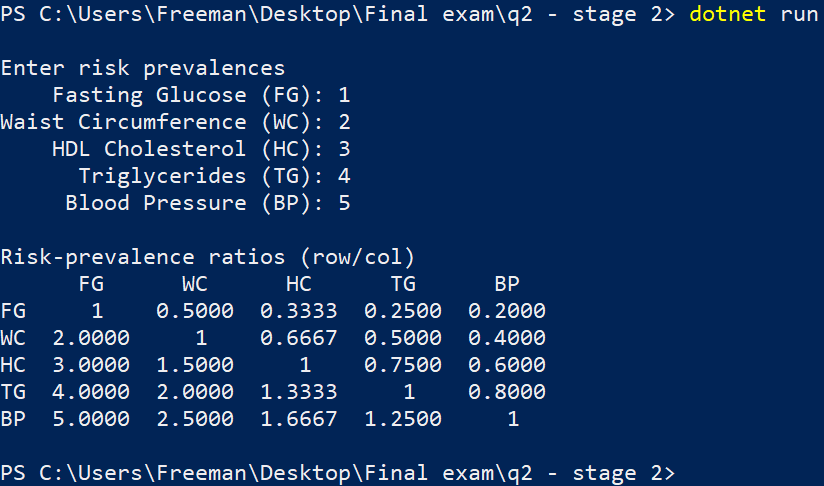 PS C:\Users\Freeman\Desktop\Final exam\q2 - stage 2> dotnet run
Enter risk prevalences
    Fasting Glucose (FG): 1
Waist Circumference (WC): 2
    HDL Cholesterol (HC): 3
      Triglycerides (TG): 4
     Blood Pressure (BP): 5
Risk-prevalence ratios (row/col)
      FG      WC      HC      TG      BP
FG     1    0.5000  0.3333  0.2500  0.2000
WC  2.0000     1    0.6667  0.5000  0.4000
HC  3.0000  1.5000     1    0.7500  0.6000
TG  4.0000  2.0000  1.3333     1    0.8000
BP  5.0000  2.5000  1.6667  1.2500     1
PS C:\Users\Freeman\Desktop\Final exam\q2 - stage 2>